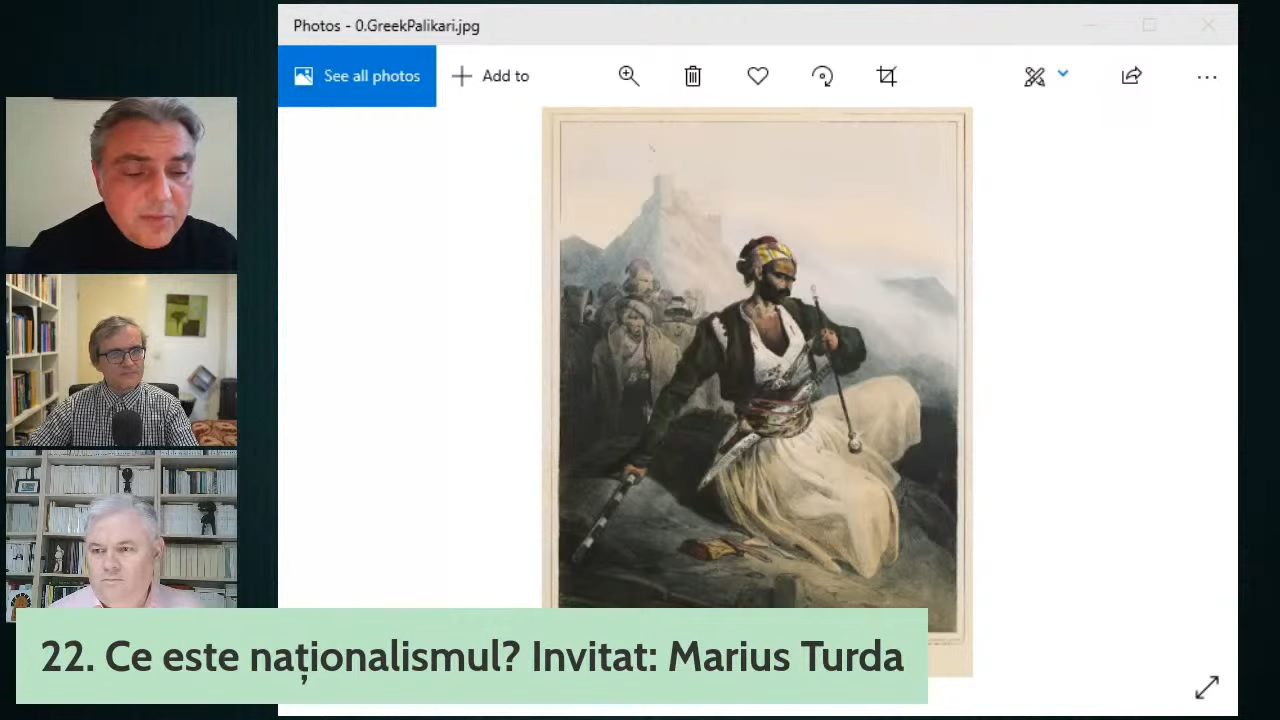 Photos - 0.GreekPalikari.jpg
See all photos
Add to
22. Ce este naționalismul? Invitat: Marius Turda